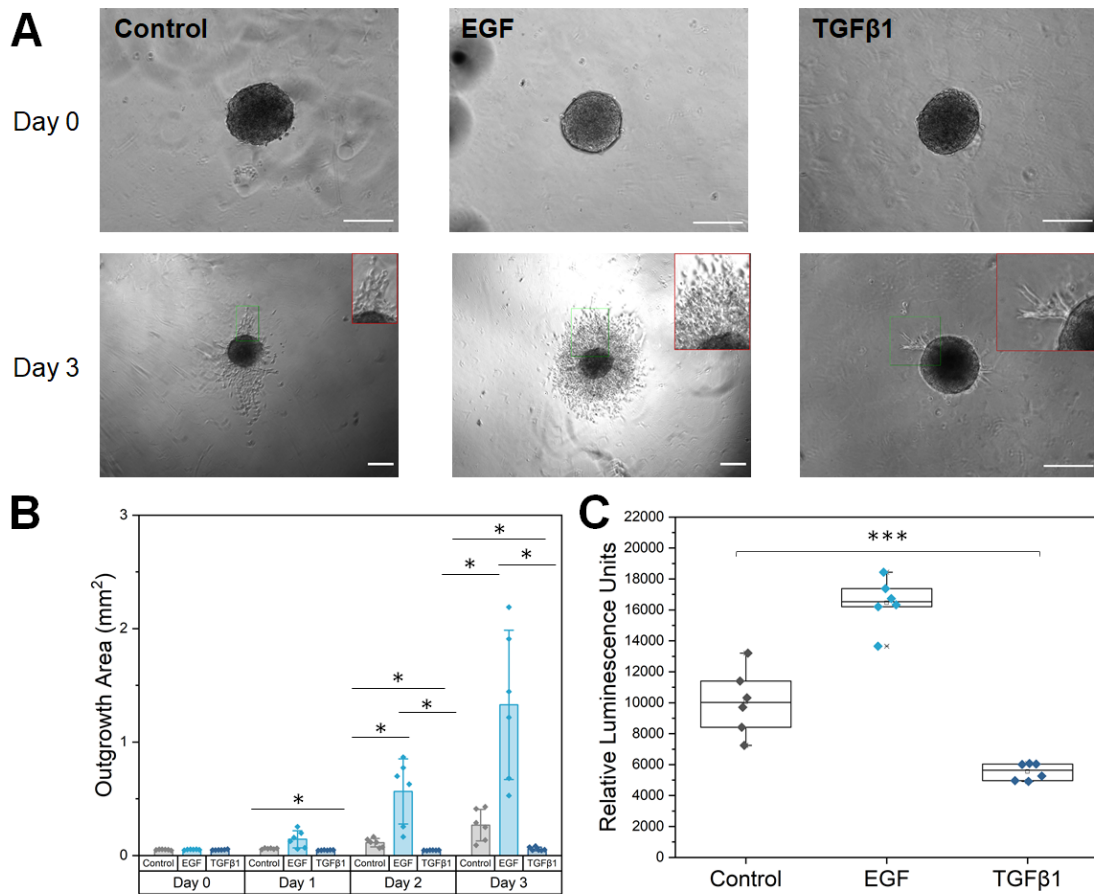 A
Control
EGF
TGFβ1
Day 0
Day 3
B
Outgrowth Area (mm²)
3
2
1
0
*
*
*
*
*
*
*
Control EGF TGFβ1 Control EGF TGFβ1 Control EGF TGFβ1 Control EGF TGFβ1
Day 0 Day 1 Day 2 Day 3
C
Relative Luminescence Units
22000
20000
18000
16000
14000
12000
10000
8000
6000
4000
2000
0
***
Control EGF TGFβ1